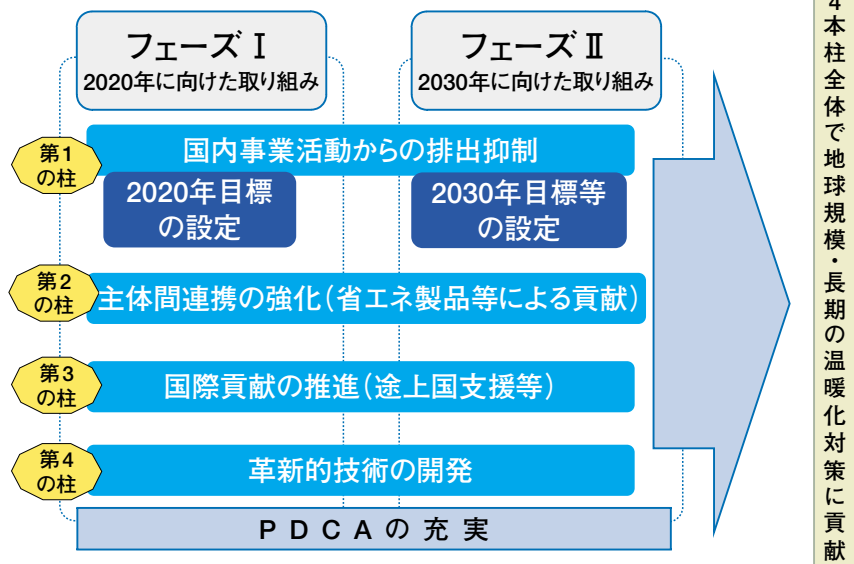 フェーズⅠ
2020年に向けた取り組み
フェーズⅡ
2030年に向けた取り組み
第1
の柱
国内事業活動からの排出抑制
2020年目標
の設定
2030年目標等
の設定
第2
の柱
主体間連携の強化(省エネ製品等による貢献)
第3
の柱
国際貢献の推進(途上国支援等)
第4
の柱
革新的技術の開発
PDCAの充実
4本柱全体で地球規模・長期の温暖化対策に貢献